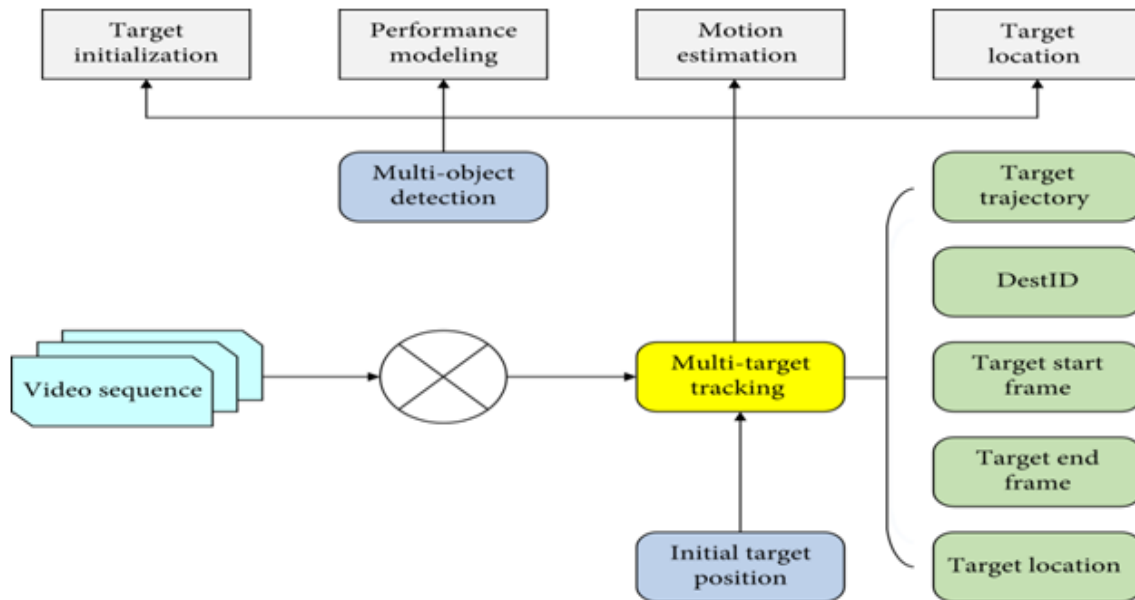 Target
initialization
Performance
modeling
Motion
estimation
Target
location
Multi-object
detection
Target
trajectory
DestID
Video sequence
Multi-target
tracking
Target start
frame
Target end
frame
Initial target
position
Target location